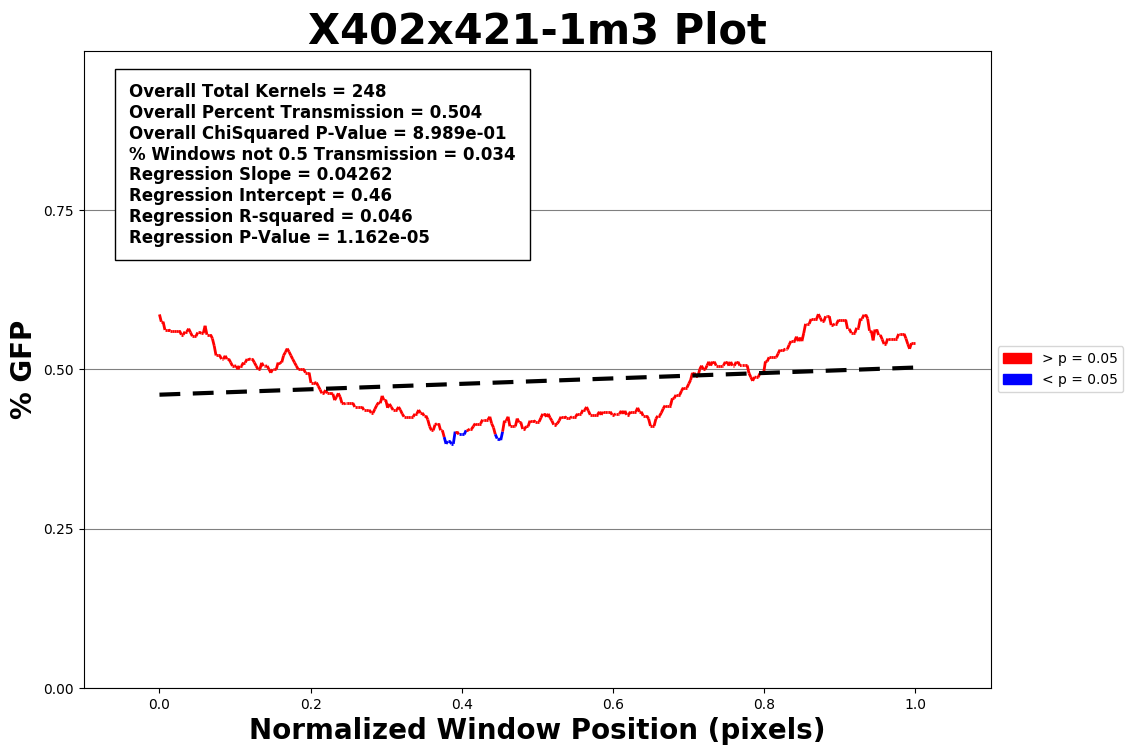 X402x421-1m3 Plot
Overall Total Kernels = 248
Overall Percent Transmission = 0.504
Overall ChiSquared P-Value = 8.989e-01
% Windows not 0.5 Transmission = 0.034
Regression Slope = 0.04262
Regression Intercept = 0.46
Regression R-squared = 0.046
Regression P-Value = 1.162e-05
% GFP
0.75
0.50
0.25
0.00
> p = 0.05
< p = 0.05
0.0 0.2 0.4 0.6 0.8 1.0
Normalized Window Position (pixels)